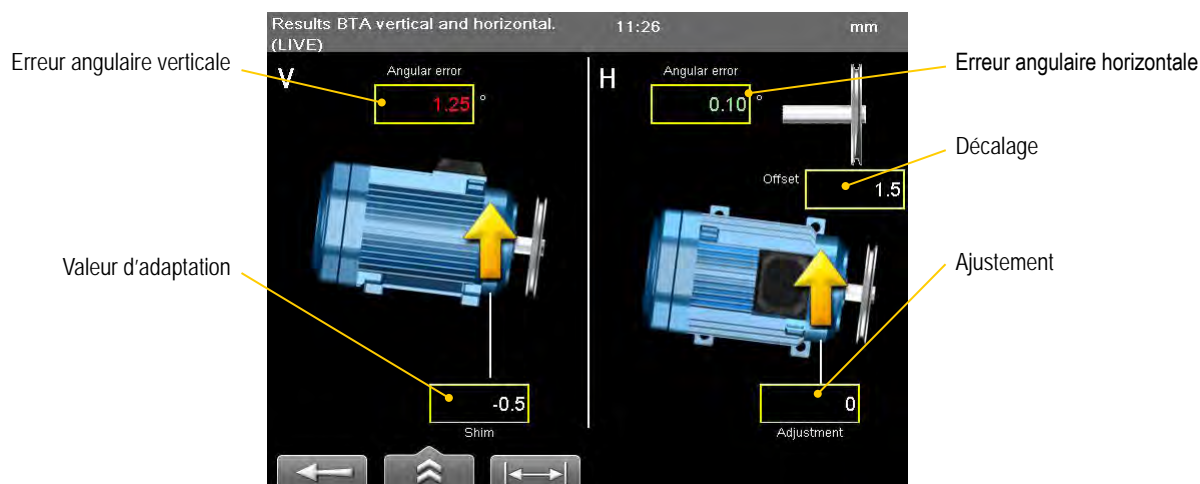 Results BTA vertical and horizontal.
(LIVE)
11:26
mm
Erreur angulaire verticale
V
Angular error
1.25 °
H
Angular error
0.10 °
Erreur angulaire horizontale
Décalage
Offset
1.5
Valeur d'adaptation
Ajustement
-0.5
Shim
0
Adjustment